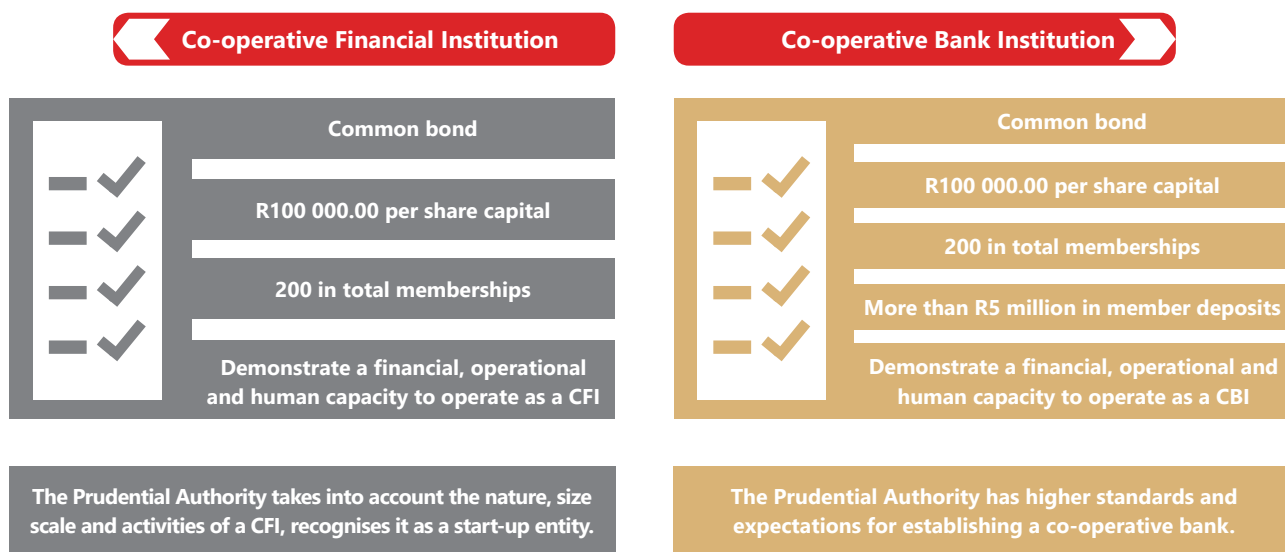 Co-operative Financial Institution
Common bond
R100 000.00 per share capital
200 in total memberships
Demonstrate a financial, operational
and human capacity to operate as a CFI
The Prudential Authority takes into account the nature, size
scale and activities of a CFI, recognises it as a start-up entity.
Co-operative Bank Institution
Common bond
R100 000.00 per share capital
200 in total memberships
More than R5 million in member deposits
Demonstrate a financial, operational and
human capacity to operate as a CBI
The Prudential Authority has higher standards and
expectations for establishing a co-operative bank.